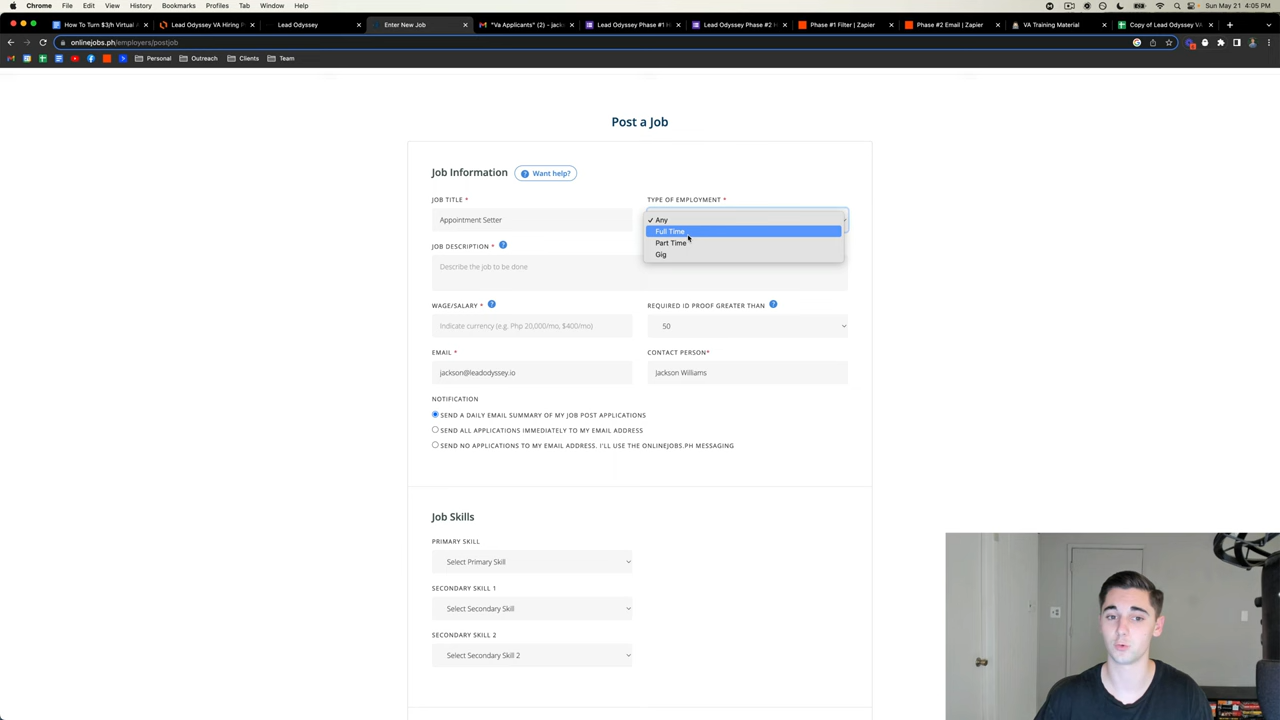 Chrome File Edit View History Bookmarks Profiles Tab Window Help
Sun May 21 4:05 PM
How To Turn $3/h Virtual A
Lead Odyssey VA Hiring P
Lead Odyssey
Enter New Job
"Va Applicants" (2) – jacks
Lead Odyssey Phase #1 H
Lead Odyssey Phase #2 H
Phase #1 Filter | Zapier
Phase #2 Email | Zapier
VA Training Material
Copy of Lead Odyssey VA
onlinejobs.ph/employers/postjob
Personal
Outreach
Clients
Team
Post a Job
Job Information
Want help?
JOB TITLE *
TYPE OF EMPLOYMENT *
Appointment Setter
Any
Full Time
Part Time
Gig
JOB DESCRIPTION *
Describe the job to be done
WAGE/SALARY *
REQUIRED ID PROOF GREATER THAN
Indicate currency (e.g. Php 20,000/mo, $400/mo)
50
EMAIL *
CONTACT PERSON*
jackson@leadodyssey.io
Jackson Williams
NOTIFICATION
SEND A DAILY EMAIL SUMMARY OF MY JOB POST APPLICATIONS
SEND ALL APPLICATIONS IMMEDIATELY TO MY EMAIL ADDRESS
SEND NO APPLICATIONS TO MY EMAIL ADDRESS. I'LL USE THE ONLINEJOBS.PH MESSAGING
Job Skills
PRIMARY SKILL
Select Primary Skill
SECONDARY SKILL 1
Select Secondary Skill
SECONDARY SKILL 2
Select Secondary Skill 2